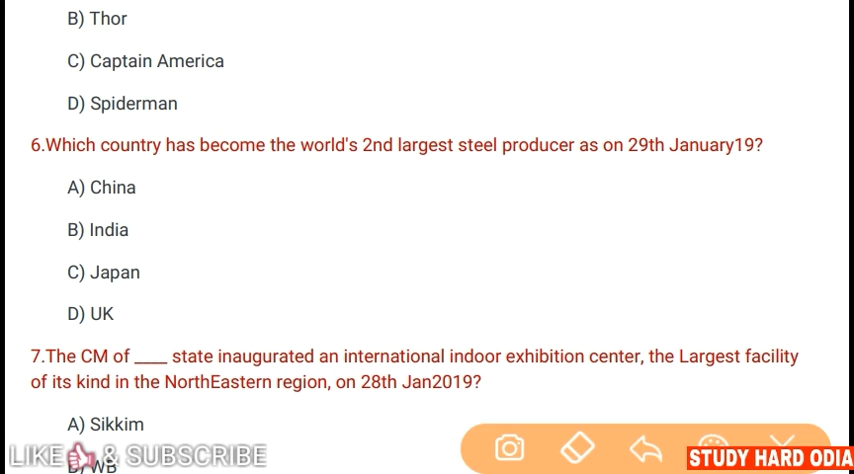 B) Thor
C) Captain America
D) Spiderman
6.Which country has become the world's 2nd largest steel producer as on 29th January19?
A) China
B) India
C) Japan
D) UK
7.The CM of ____ state inaugurated an international indoor exhibition center, the Largest facility
of its kind in the NorthEastern region, on 28th Jan2019?
A) Sikkim
LIKE & SUBSCRIBE
B) WB
STUDY HARD ODIA